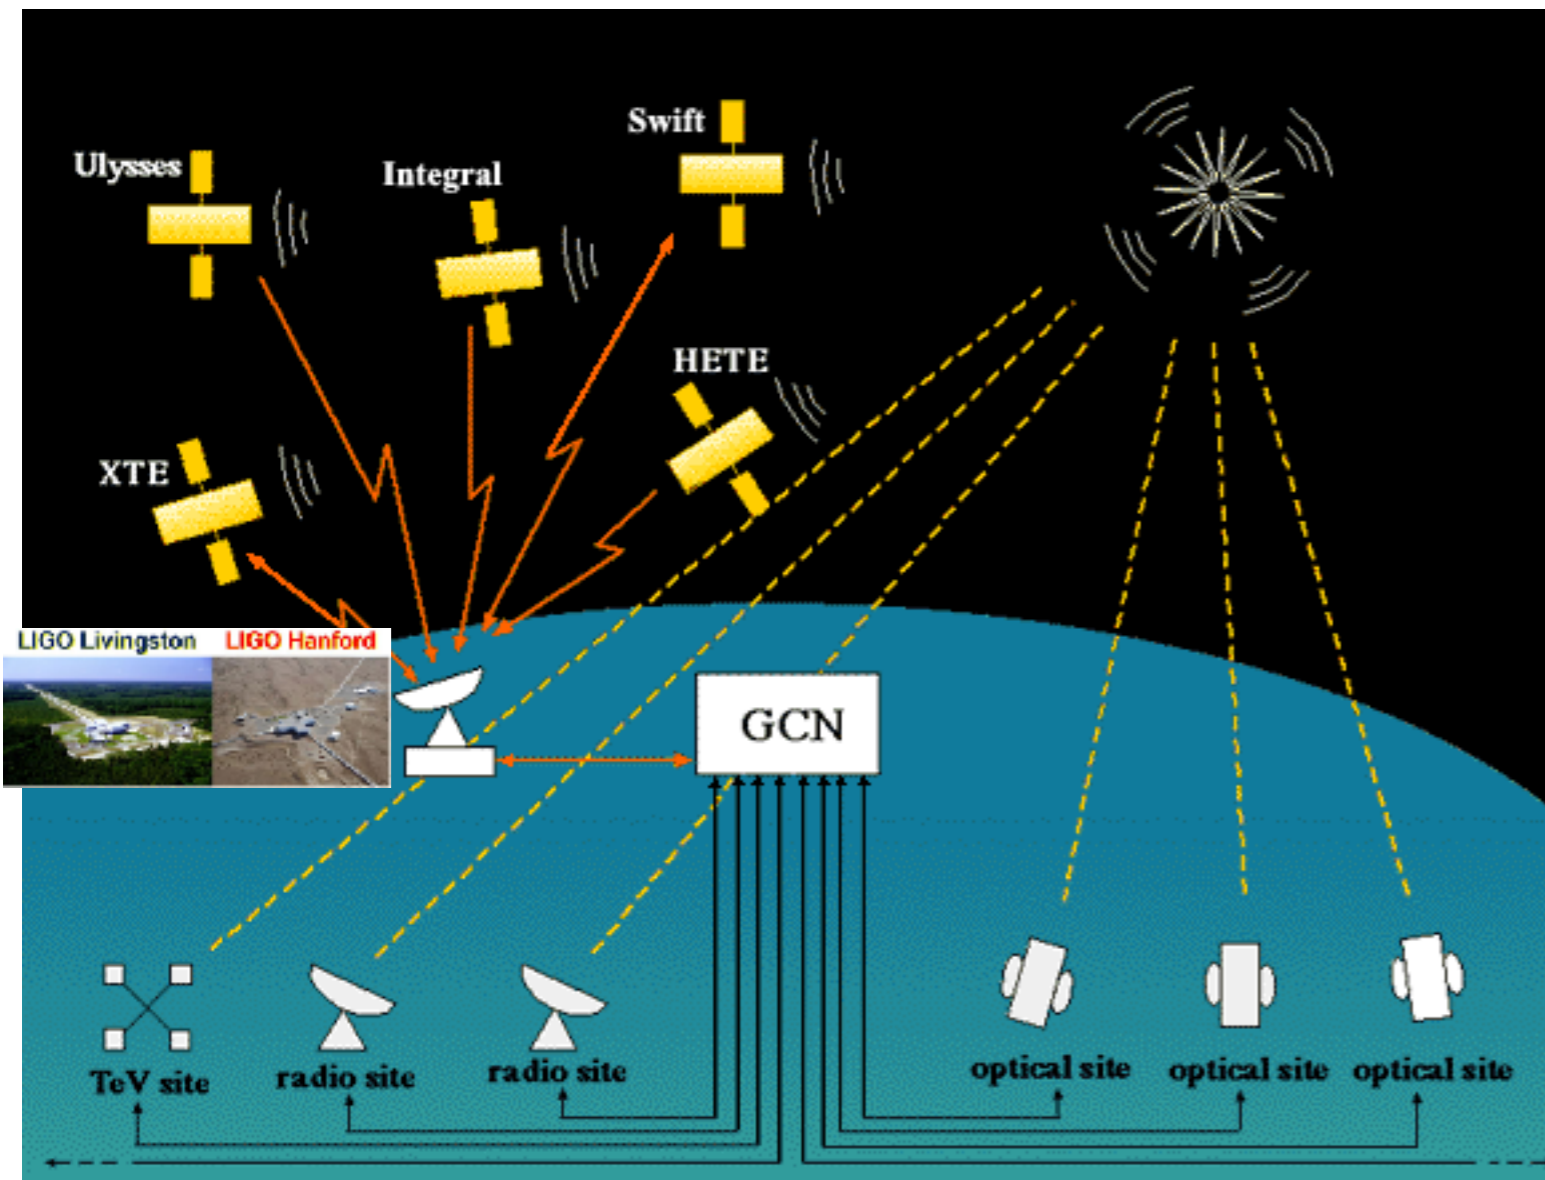 Swift
Ulysses
Integral
HETE
XTE
LIGO Livingston
LIGO Hanford
GCN
TeV site
radio site
radio site
optical site
optical site
optical site